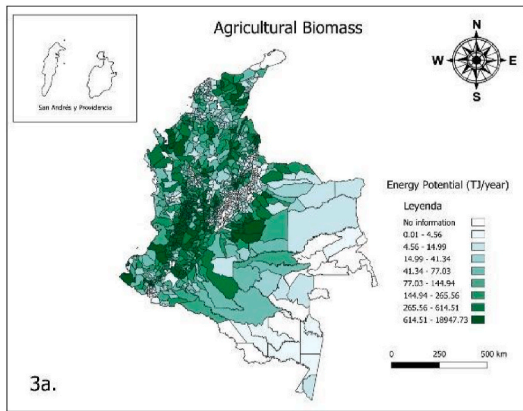 Agricultural Biomass
San Andrés y Providencia
N
W E
S
Energy Potential (TJ/year)
Leyenda
No information
0.01 - 4.56
4.56 - 14.99
14.99 - 41.34
41.34 - 77.03
77.03 - 144.94
144.94 - 265.56
265.56 - 614.51
614.51 - 18947.73
0 250 500 km
3a.